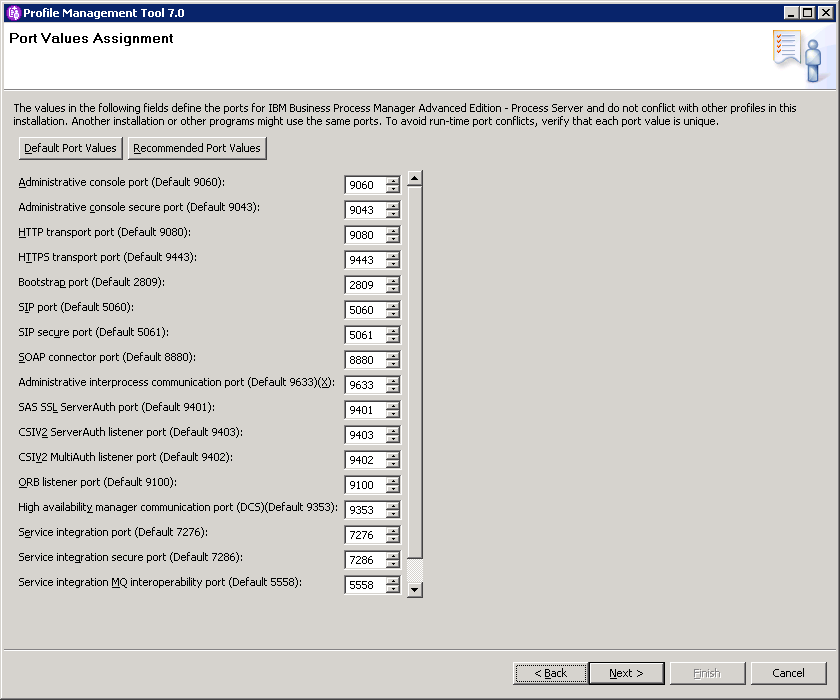 Profile Management Tool 7.0
Port Values Assignment
The values in the following fields define the ports for IBM Business Process Manager Advanced Edition - Process Server and do not conflict with other profiles in this
installation. Another installation or other programs might use the same ports. To avoid run-time port conflicts, verify that each port value is unique.
Default Port Values Recommended Port Values
Administrative console port (Default 9060): 9060
Administrative console secure port (Default 9043): 9043
HTTP transport port (Default 9080): 9080
HTTPS transport port (Default 9443): 9443
Bootstrap port (Default 2809): 2809
SIP port (Default 5060): 5060
SIP secure port (Default 5061): 5061
SOAP connector port (Default 8880): 8880
Administrative interprocess communication port (Default 9633)(X): 9633
SAS SSL ServerAuth port (Default 9401): 9401
CSIV2 ServerAuth listener port (Default 9403): 9403
CSIV2 MultiAuth listener port (Default 9402): 9402
ORB listener port (Default 9100): 9100
High availability manager communication port (DCS)(Default 9353): 9353
Service integration port (Default 7276): 7276
Service integration secure port (Default 7286): 7286
Service integration MQ interoperability port (Default 5558): 5558
< Back Next > Finish Cancel